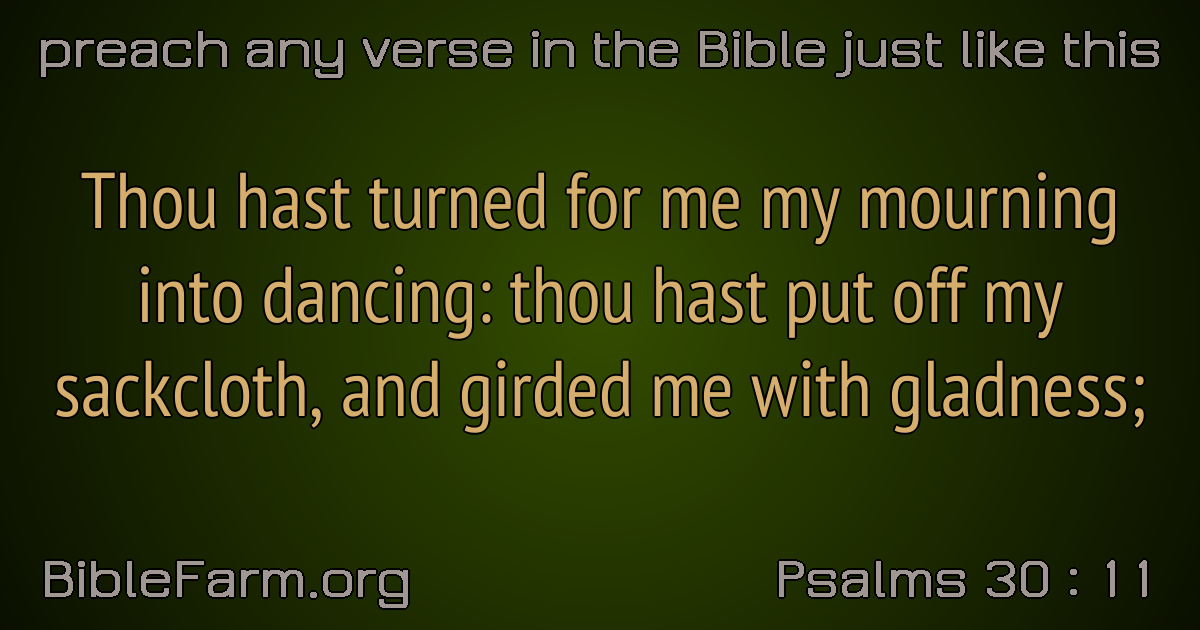 preach any verse in the Bible just like this
Thou hast turned for me my mourning
into dancing: thou hast put off my
sackcloth, and girded me with gladness;
BibleFarm.org
Psalms 30 : 11